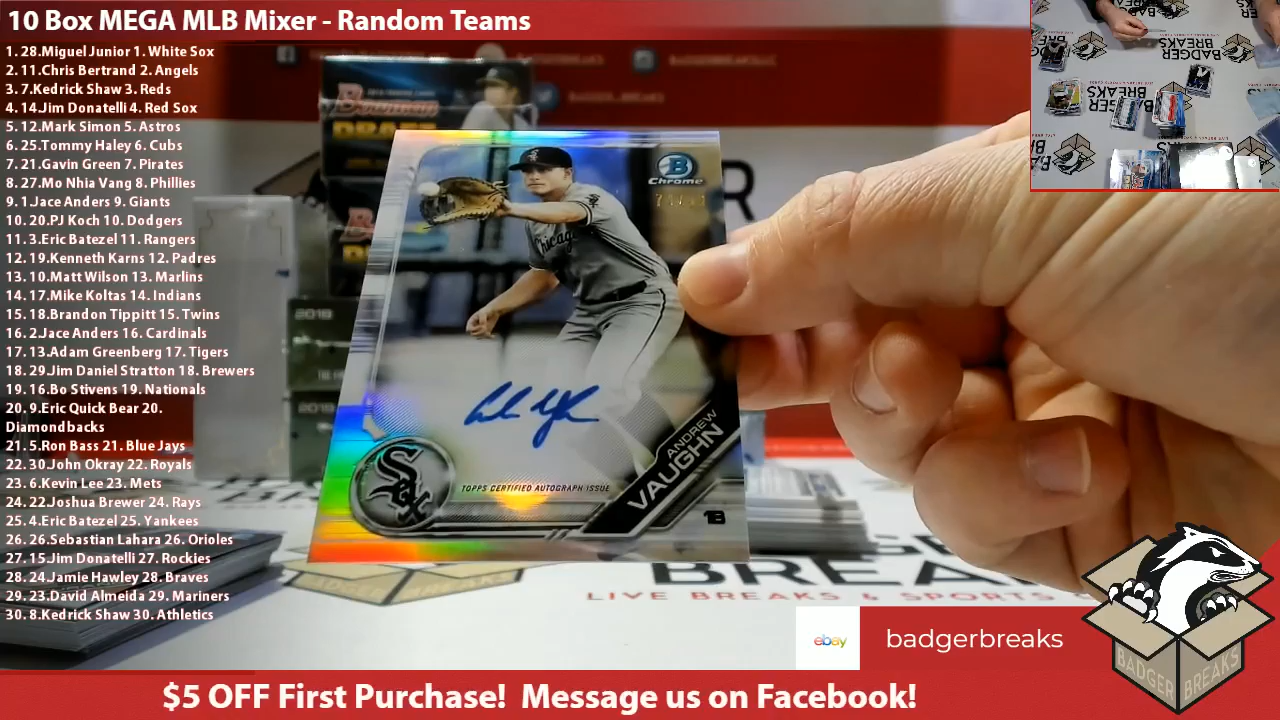 10 Box MEGA MLB Mixer - Random Teams
1. 28.Miguel Junior 1. White Sox
2. 11.Chris Bertrand 2. Angels
3. 7.Kedrick Shaw 3. Reds
4. 14.Jim Donatelli 4. Red Sox
5. 12.Mark Simon 5. Astros
6. 25.Tommy Haley 6. Cubs
7. 21.Gavin Green 7. Pirates
8. 27.Mo Nhia Vang 8. Phillies
9. 1.Jace Anders 9. Giants
10. 20.PJ Koch 10. Dodgers
11. 3.Eric Batezel 11. Rangers
12. 19.Kenneth Karns 12. Padres
13. 10.Matt Wilson 13. Marlins
14. 17.Mike Koltas 14. Indians
15. 18.Brandon Tippitt 15. Twins
16. 2.Jace Anders 16. Cardinals
17. 13.Adam Greenberg 17. Tigers
18. 29.Jim Daniel Stratton 18. Brewers
19. 16.Bo Stivens 19. Nationals
20. 9.Eric Quick Bear 20.
Diamondbacks
21. 5.Ron Bass 21. Blue Jays
22. 30.John Okray 22. Royals
23. 6.Kevin Lee 23. Mets
24. 22.Joshua Brewer 24. Rays
25. 4.Eric Batezel 25. Yankees
26. 26.Sebastian Lahara 26. Orioles
27. 15.Jim Donatelli 27. Rockies
28. 24.Jamie Hawley 28. Braves
29. 23.David Almeida 29. Mariners
30. 8.Kedrick Shaw 30. Athletics
Bowman
DRAFT
2019
2019
B
Chrome
Chicago
Sox
TOPPS CERTIFIED AUTOGRAPH ISSUE
ANDREW
VAUGHN
1B
BADGER
BREAKS
BREA
LIVE BREAKS & SPORTS
ebay
badgerbreaks
BADGER BREAKS
$5 OFF First Purchase! Message us on Facebook!